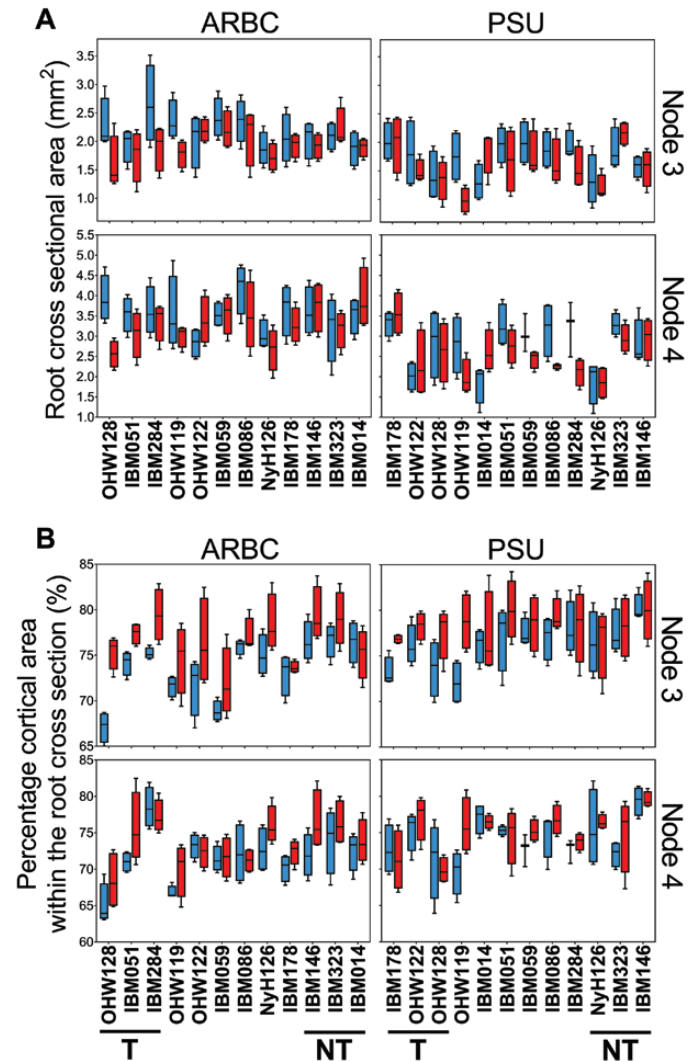 A
ARBC
PSU
Root cross sectional area (mm²)
3.5
3.0
2.5
2.0
1.5
1.0
Node 3
5.5
5.0
4.5
4.0
3.5
3.0
2.5
2.0
1.5
1.0
Node 4
OHW128
IBM051
IBM284
OHW119
OHW122
IBM059
IBM086
NyH126
IBM178
IBM146
IBM323
IBM014
IBM178
OHW122
OHW128
OHW119
IBM014
IBM051
IBM059
IBM086
IBM284
NyH126
IBM323
IBM146
B
ARBC
PSU
Percentage cortical area
within the root cross section (%)
85
80
75
70
65
Node 3
80
75
70
65
60
Node 4
OHW128
IBM051
IBM284
OHW119
OHW122
IBM059
IBM086
NyH126
IBM178
IBM146
IBM323
IBM014
IBM178
OHW122
OHW128
OHW119
IBM014
IBM051
IBM059
IBM086
IBM284
NyH126
IBM323
IBM146
T
NT
T
NT